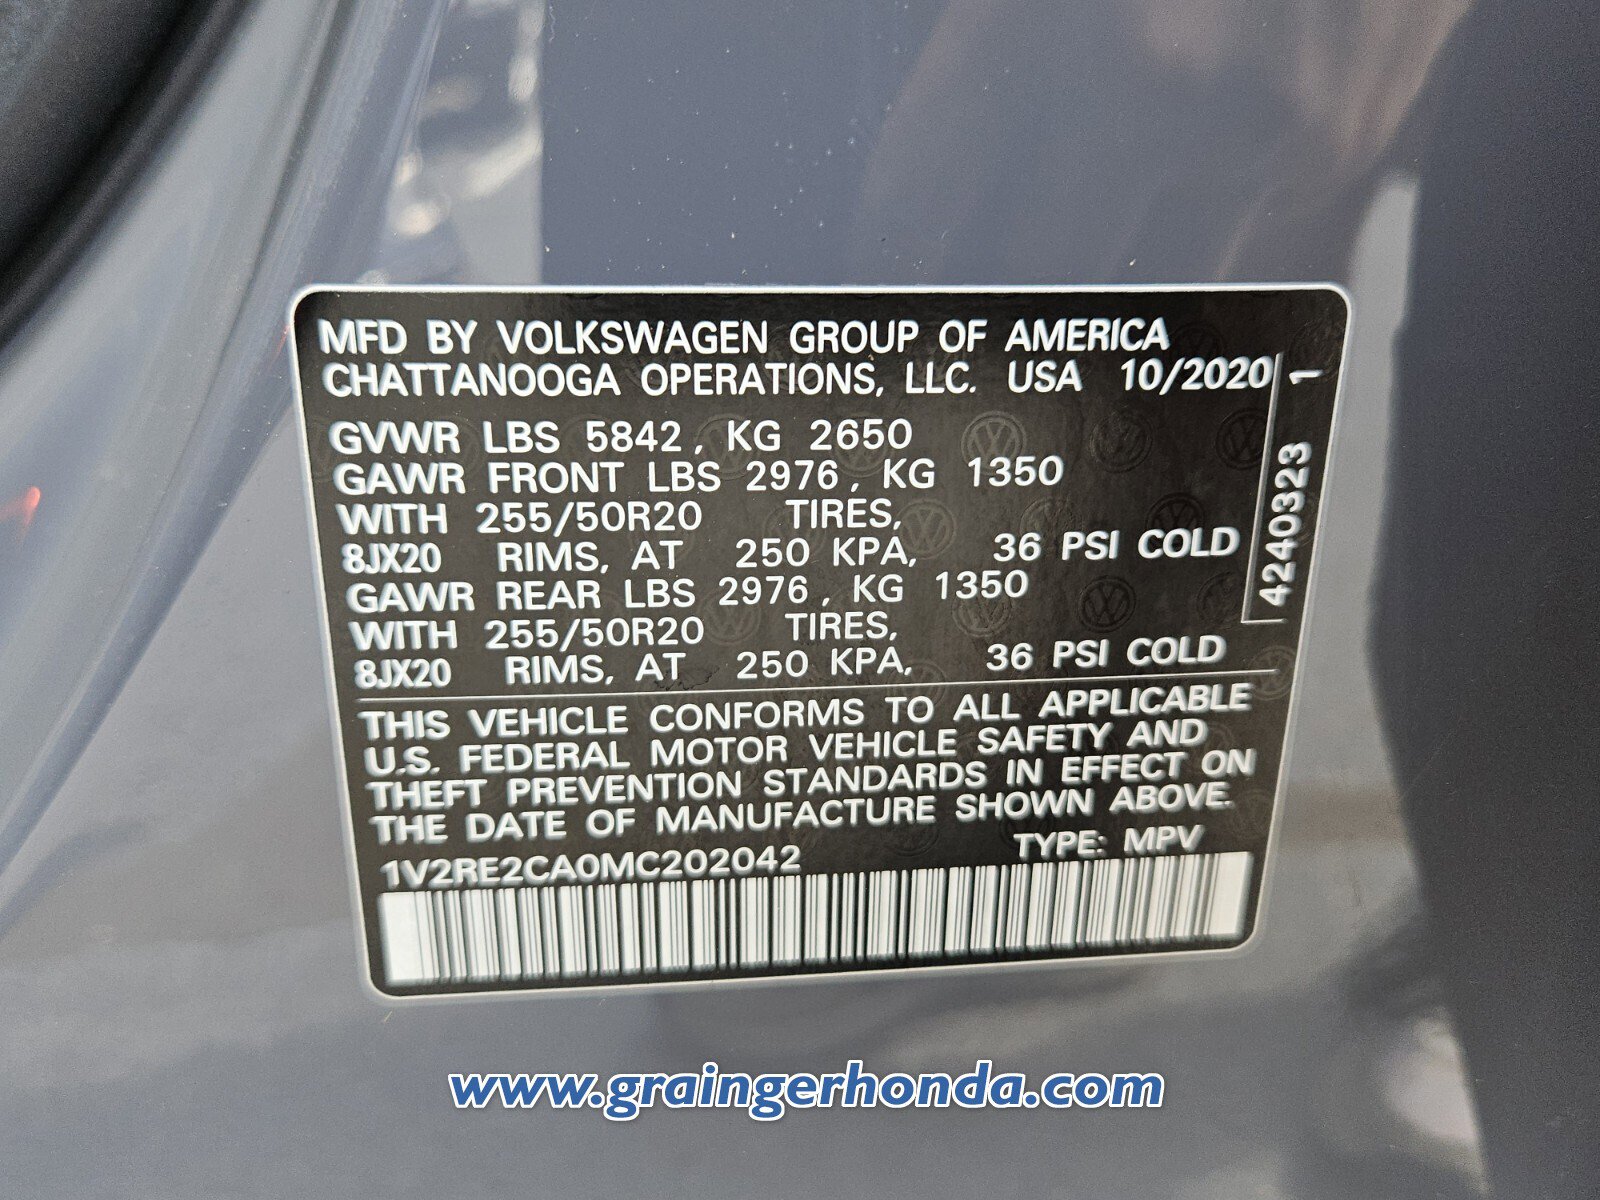 MFD BY VOLKSWAGEN GROUP OF AMERICA
CHATTANOOGA OPERATIONS, LLC. USA 10/2020
GVWR LBS 5842, KG 2650
GAWR FRONT LBS 2976, KG 1350
WITH 255/50R20 TIRES,
8JX20 RIMS, AT 250 KPA, 36 PSI COLD
GAWR REAR LBS 2976, KG 1350
WITH 255/50R20 TIRES,
8JX20 RIMS, AT 250 KPA, 36 PSI COLD
4240323 1
THIS VEHICLE CONFORMS TO ALL APPLICABLE
U.S. FEDERAL MOTOR VEHICLE SAFETY AND
THEFT PREVENTION STANDARDS IN EFFECT ON
THE DATE OF MANUFACTURE SHOWN ABOVE.
1V2RE2CA0MC202042 TYPE: MPV
www.graingerhonda.com